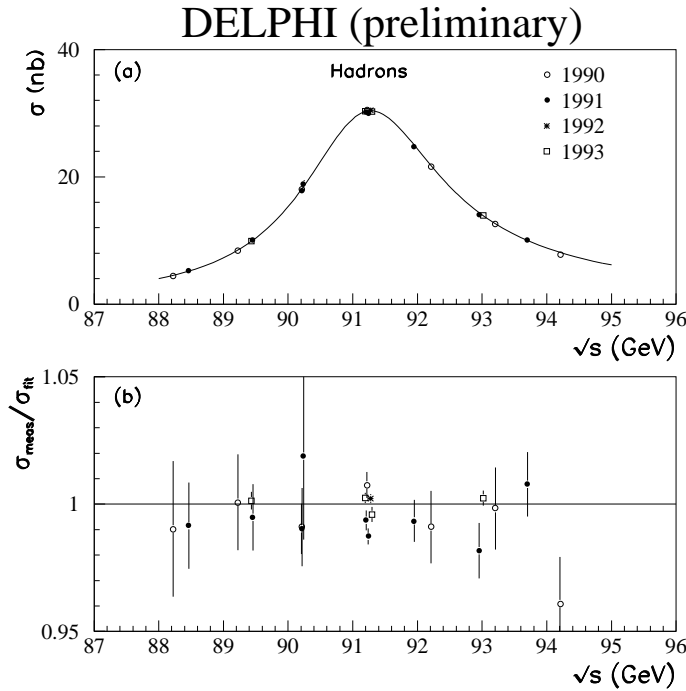 DELPHI (preliminary)
σ (nb)
40
20
0
(a)
Hadrons
1990
1991
1992
1993
87 88 89 90 91 92 93 94 95 96
√s (GeV)
σmeas/σfit
1.05
1
0.95
(b)
87 88 89 90 91 92 93 94 95 96
√s (GeV)